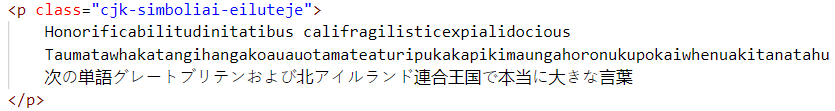 <p class="cjk-simboliai-eiluteje">
Honorificabilitudinitatibus califragilisticexpialidocious
Taumatawhakatangihangakoauauotamateaturipukakapikimaungahoronukupokaiwhenuakitanatahu
次の単語グレートブリテンおよび北アイルランド連合王国で本当に大きな言葉
</p>